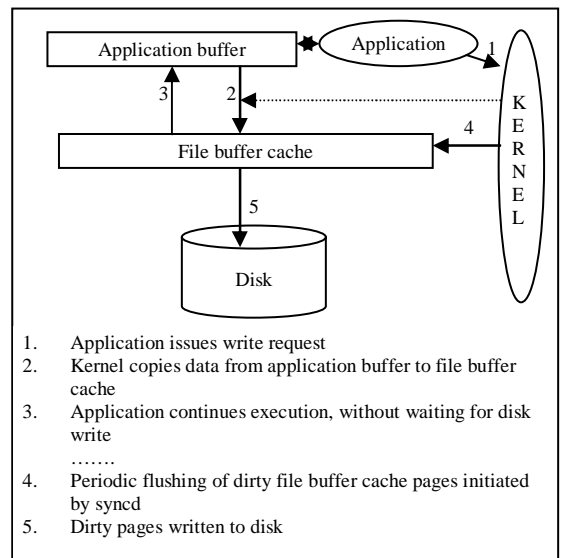 Application buffer
Application
1
3
2
4
K
E
R
N
E
L
File buffer cache
5
Disk
1. Application issues write request
2. Kernel copies data from application buffer to file buffer
cache
3. Application continues execution, without waiting for disk
write
…….
4. Periodic flushing of dirty file buffer cache pages initiated
by syncd
5. Dirty pages written to disk